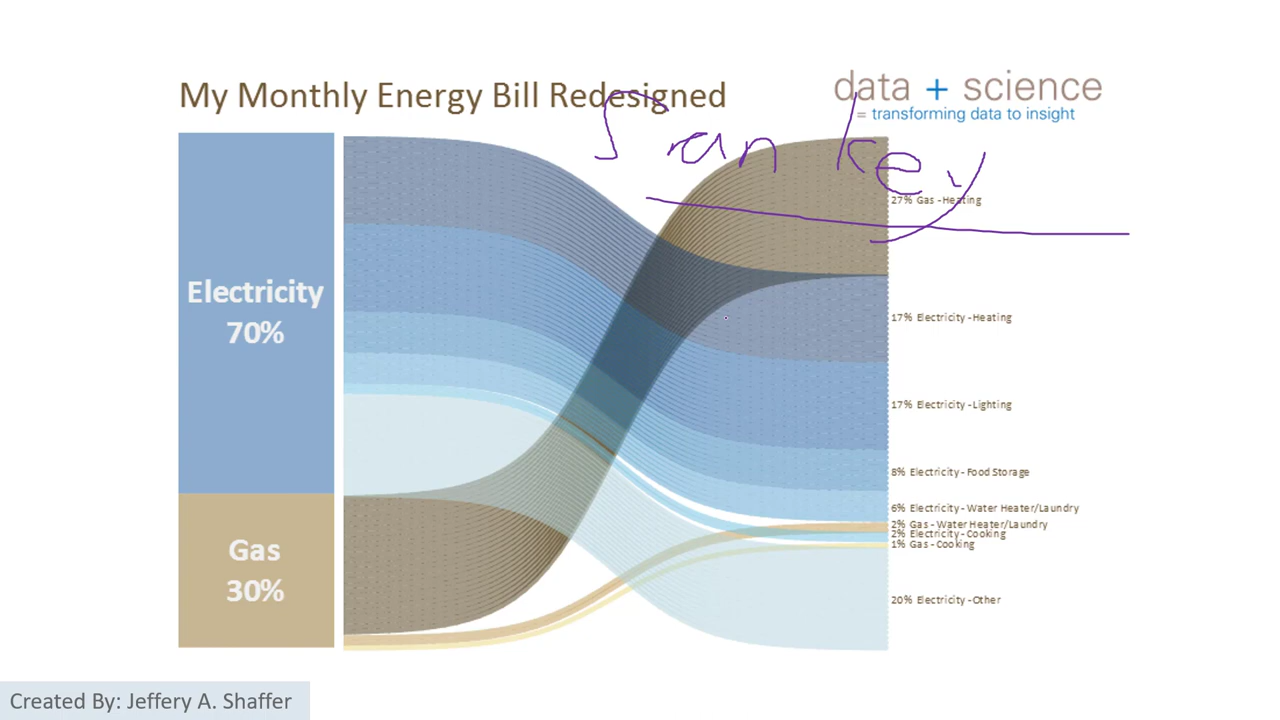 My Monthly Energy Bill Redesigned
data + science
= transforming data to insight
Sankey
Electricity
70%
Gas
30%
27% Gas -Heating
17% Electricity -Heating
17% Electricity -Lighting
8% Electricity - Food Storage
6% Electricity - Water Heater/Laundry
2% Gas - Water Heater/Laundry
2% Electricity - Cooking
1% Gas - Cooking
20% Electricity -Other
Created By: Jeffery A. Shaffer